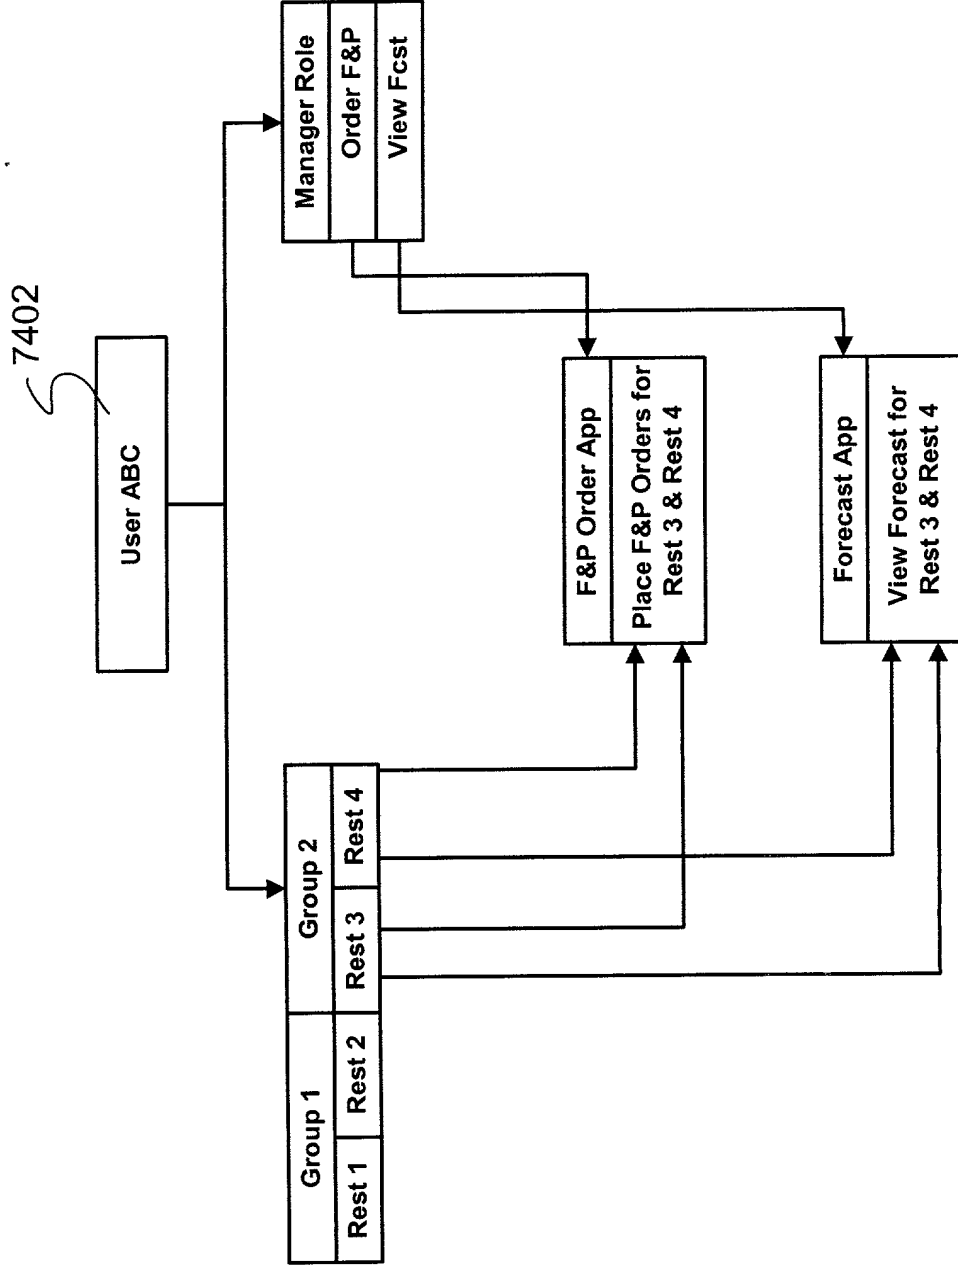 7402
User ABC
Group 1
Group 2
Rest 1
Rest 2
Rest 3
Rest 4
Manager Role
Order F&P
View Fcst
F&P Order App
Place F&P Orders for
Rest 3 & Rest 4
Forecast App
View Forecast for
Rest 3 & Rest 4